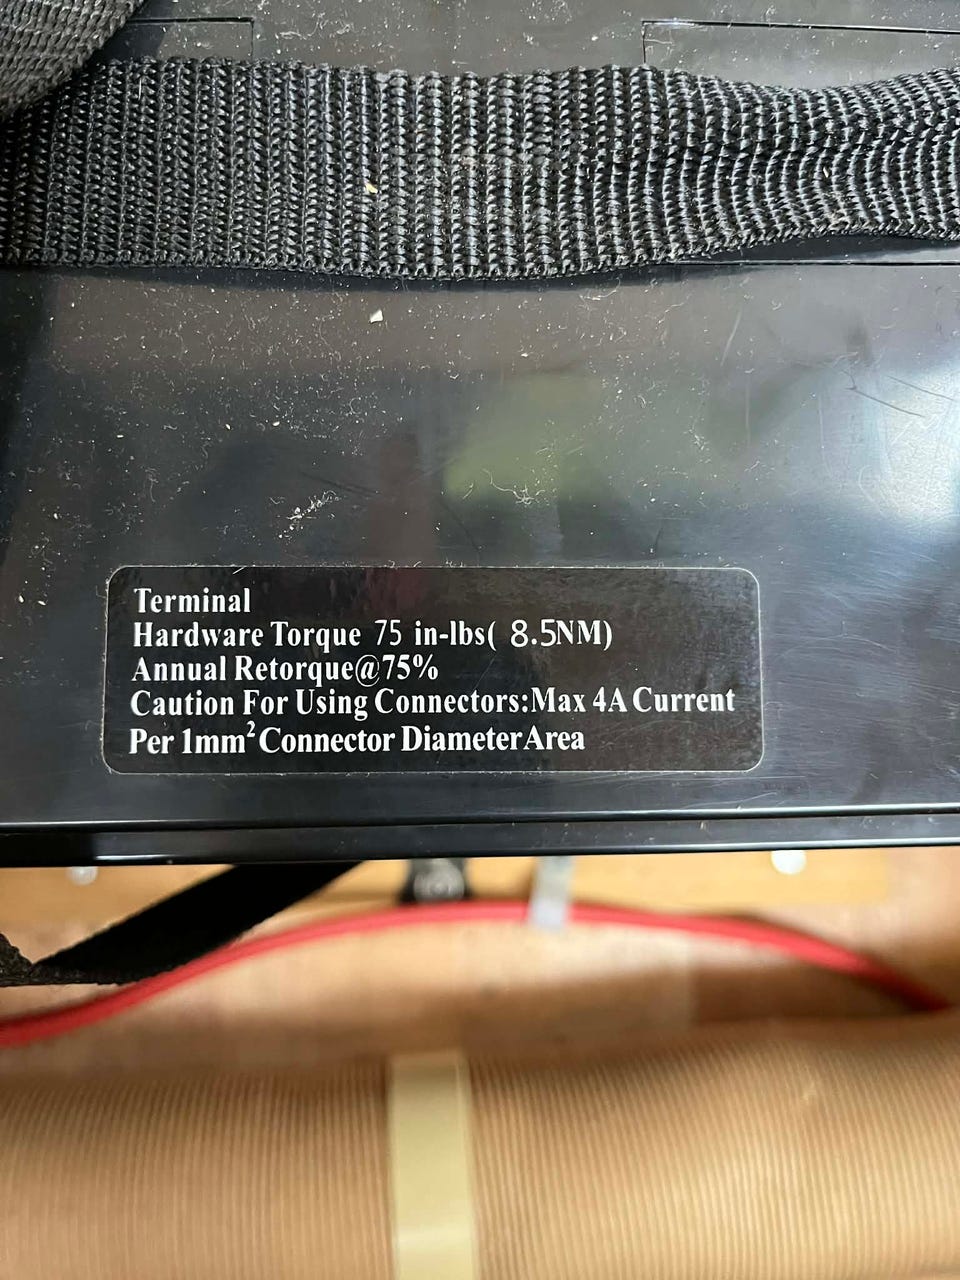 Terminal
Hardware Torque 75 in-lbs( 8.5NM)
Annual Retorque@75%
Caution For Using Connectors:Max 4A Current
Per 1mm² Connector Diameter Area